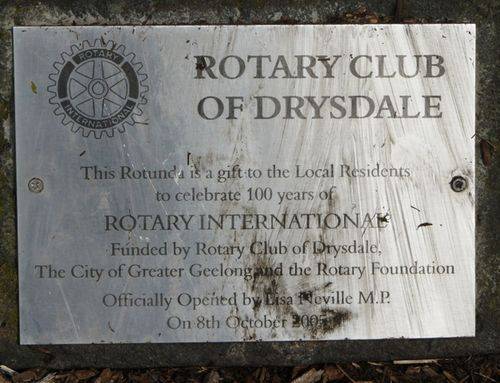 ROTARY
INTERNATIONAL
ROTARY CLUB
OF DRYSDALE
This Rotunda is a gift to the Local Residents
to celebrate 100 years of
ROTARY INTERNATIONAL
Funded by Rotary Club of Drysdale,
The City of Greater Geelong and the Rotary Foundation
Officially Opened by Lisa Neville M.P.
On 8th October 2005